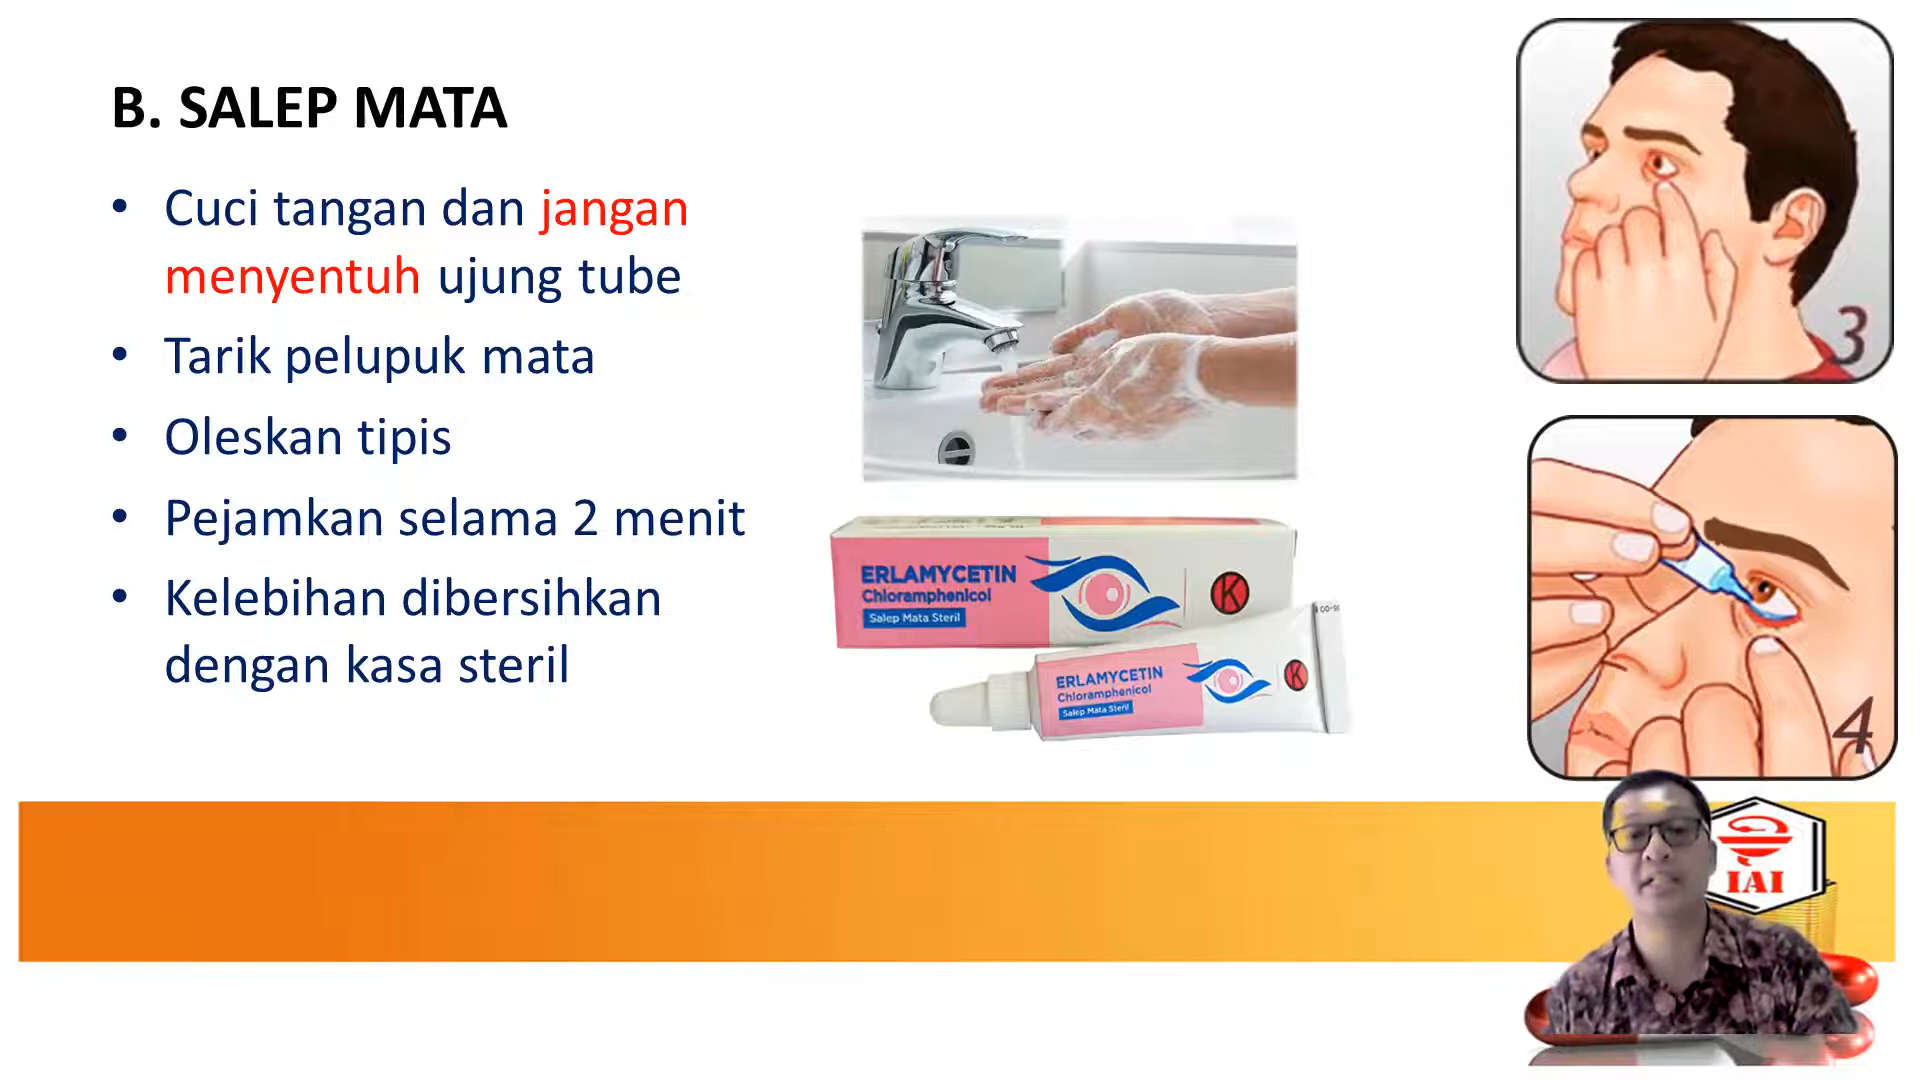 B. SALEP MATA
• Cuci tangan dan jangan
menyentuh ujung tube
• Tarik pelupuk mata
• Oleskan tipis
• Pejamkan selama 2 menit
• Kelebihan dibersihkan
dengan kasa steril
ERLAMYCETIN
Chloramphenicol
Salep Mata Steril
K
ERLAMYCETIN
Chloramphenicol
Salep Mata Steril
K
3
4
IAI